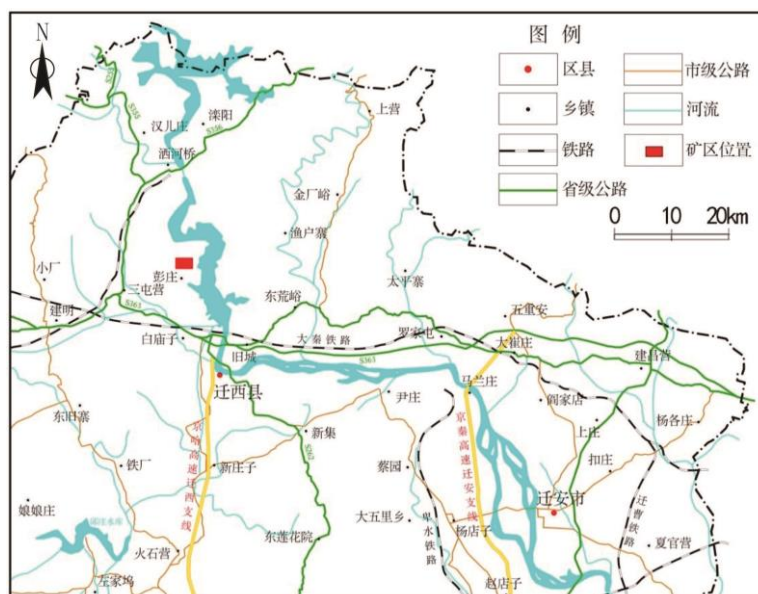 N
图 例
区县
市级公路
乡镇
河流
铁路
矿区位置
省级公路
0 10 20km
S355
S356
汉儿庄
滦阳
洒河桥
上营
金厂峪
渔户寨
小厂
彭庄
太平寨
三屯营
建明
东荒峪
S363
五重安
大秦铁路
罗家屯
大崔庄
白庙子
旧城
S363
建昌营
迁西县
马兰庄
尹庄
阎家店
东旧寨
上庄
杨各庄
新集
京哈高速迁西支线
S262
京秦高速迁安支线
铁厂
新庄子
蔡园
扣庄
娘娘庄
迁安市
大五里乡
卑水铁路
杨店子
迁曹铁路
东莲花院
火石营
夏官营
左家坞
赵店子